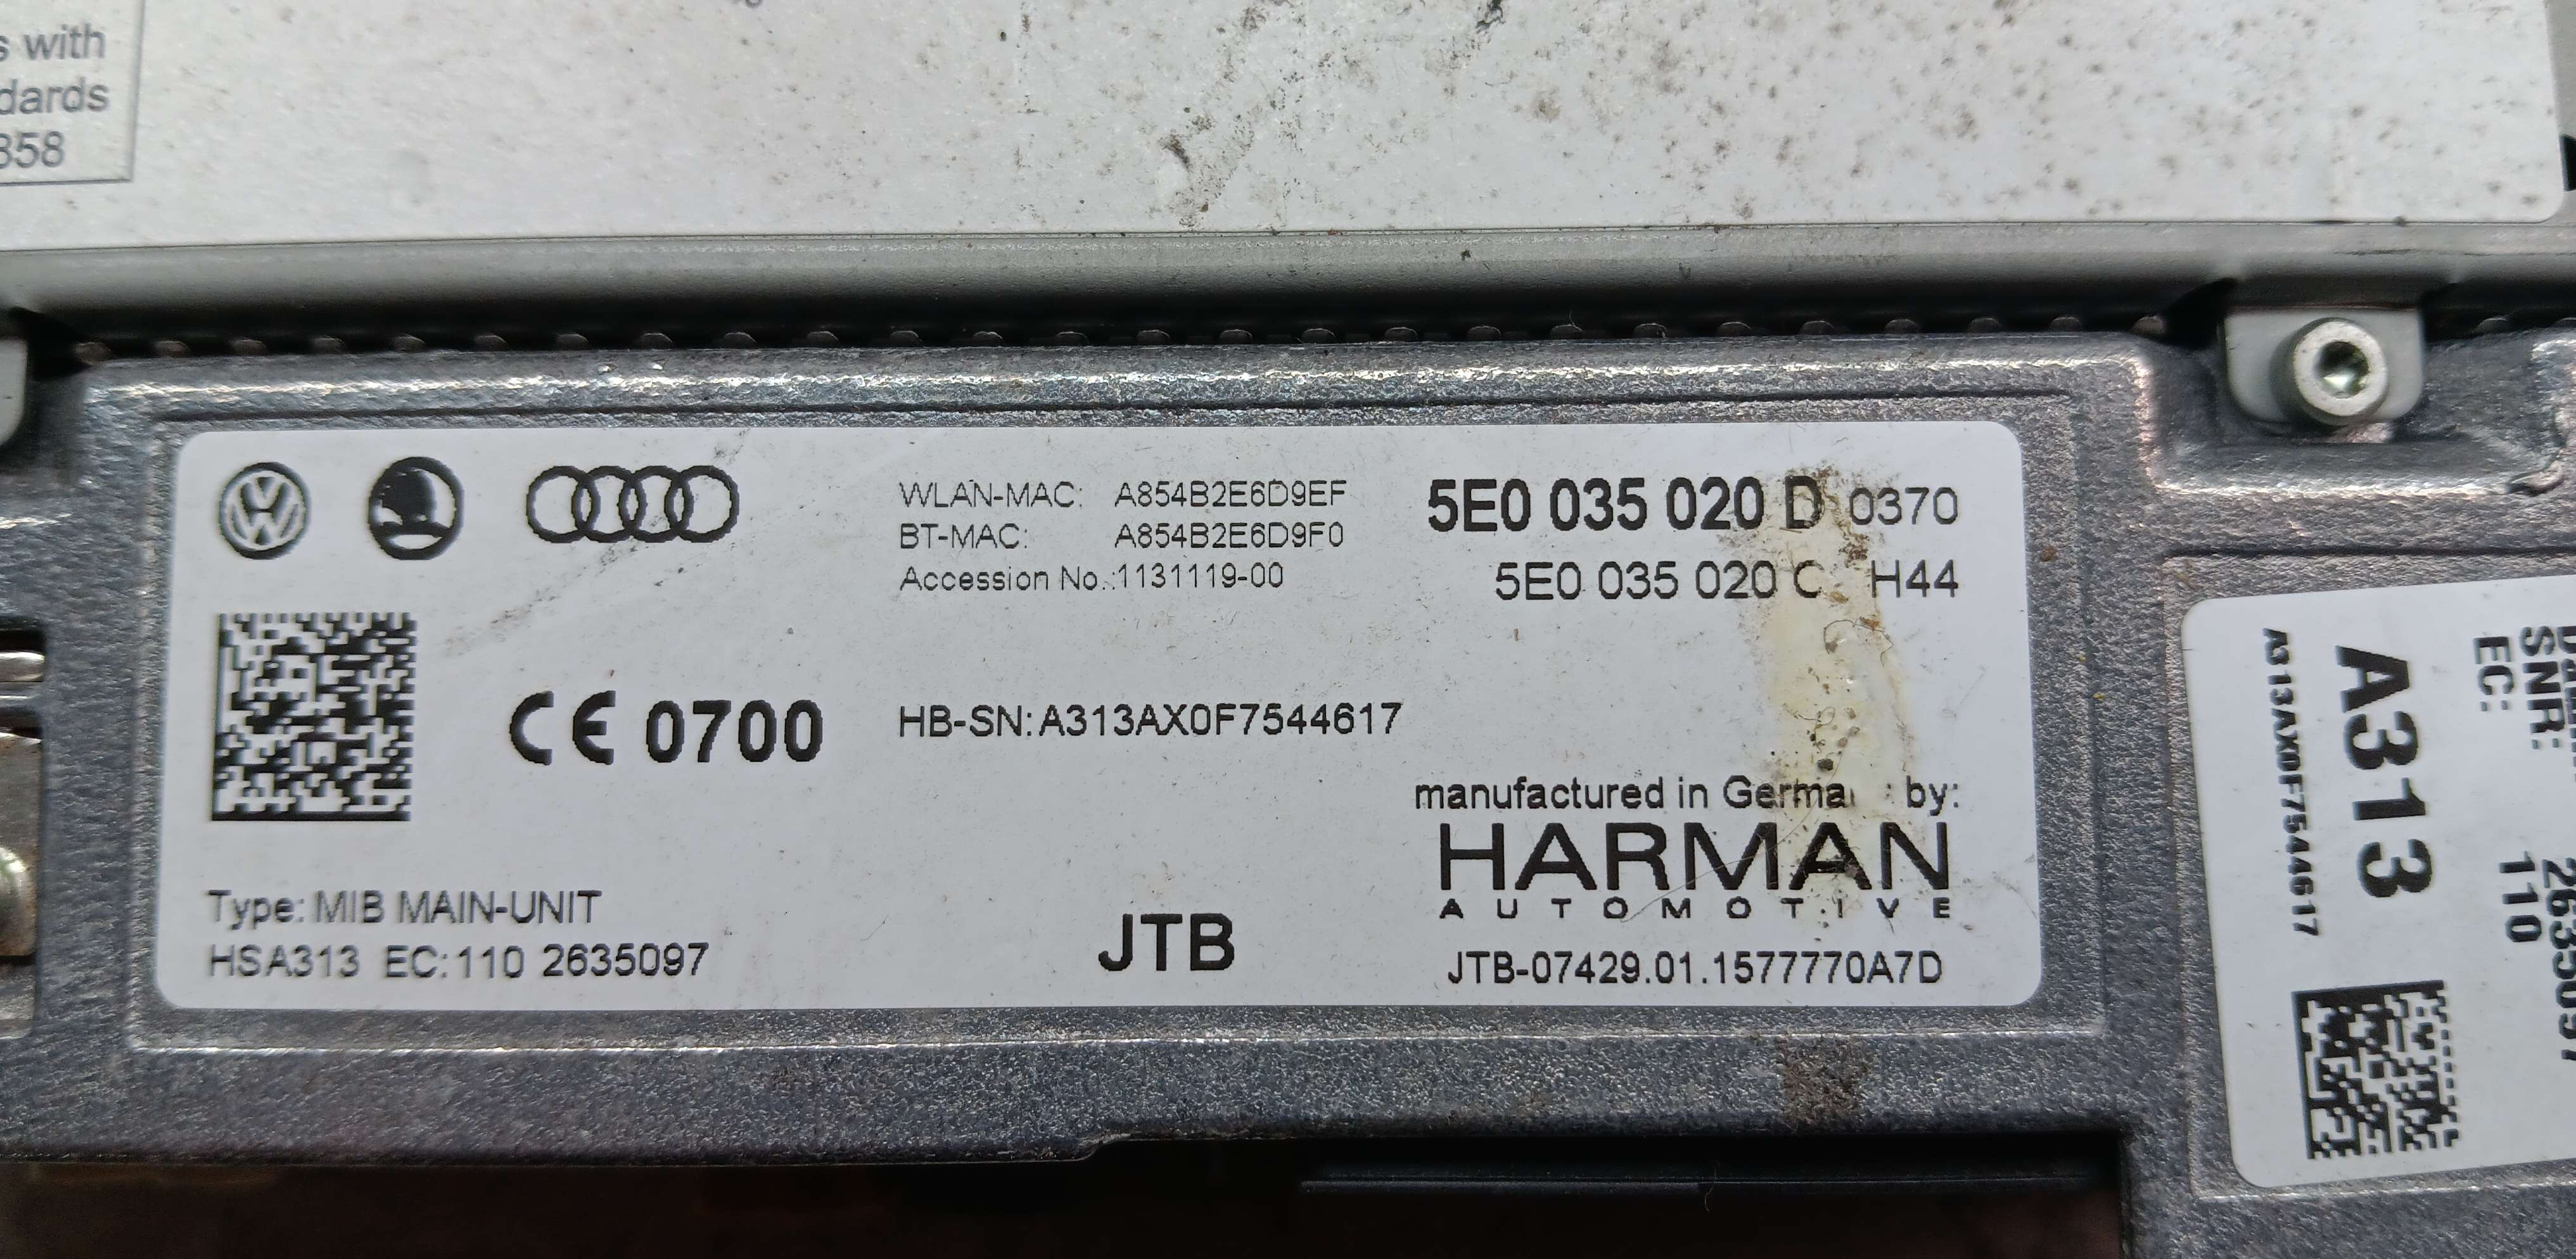 s with
dards
858
WLAN-MAC: A854B2E6D9EF
BT-MAC: A854B2E6D9F0
Accession No.:1131119-00
5E0 035 020 D 0370
5E0 035 020 C H44
CE 0700
HB-SN:A313AX0F7544617
manufactured in by:
HARMAN
AUTOMOTIVE
Type: MIB MAIN-UNIT
HSA313 EC:110 2635097
JTB
JTB-07429.01.1577770A7D
SNR:
EC: 110
A313
A313AX0F7544617